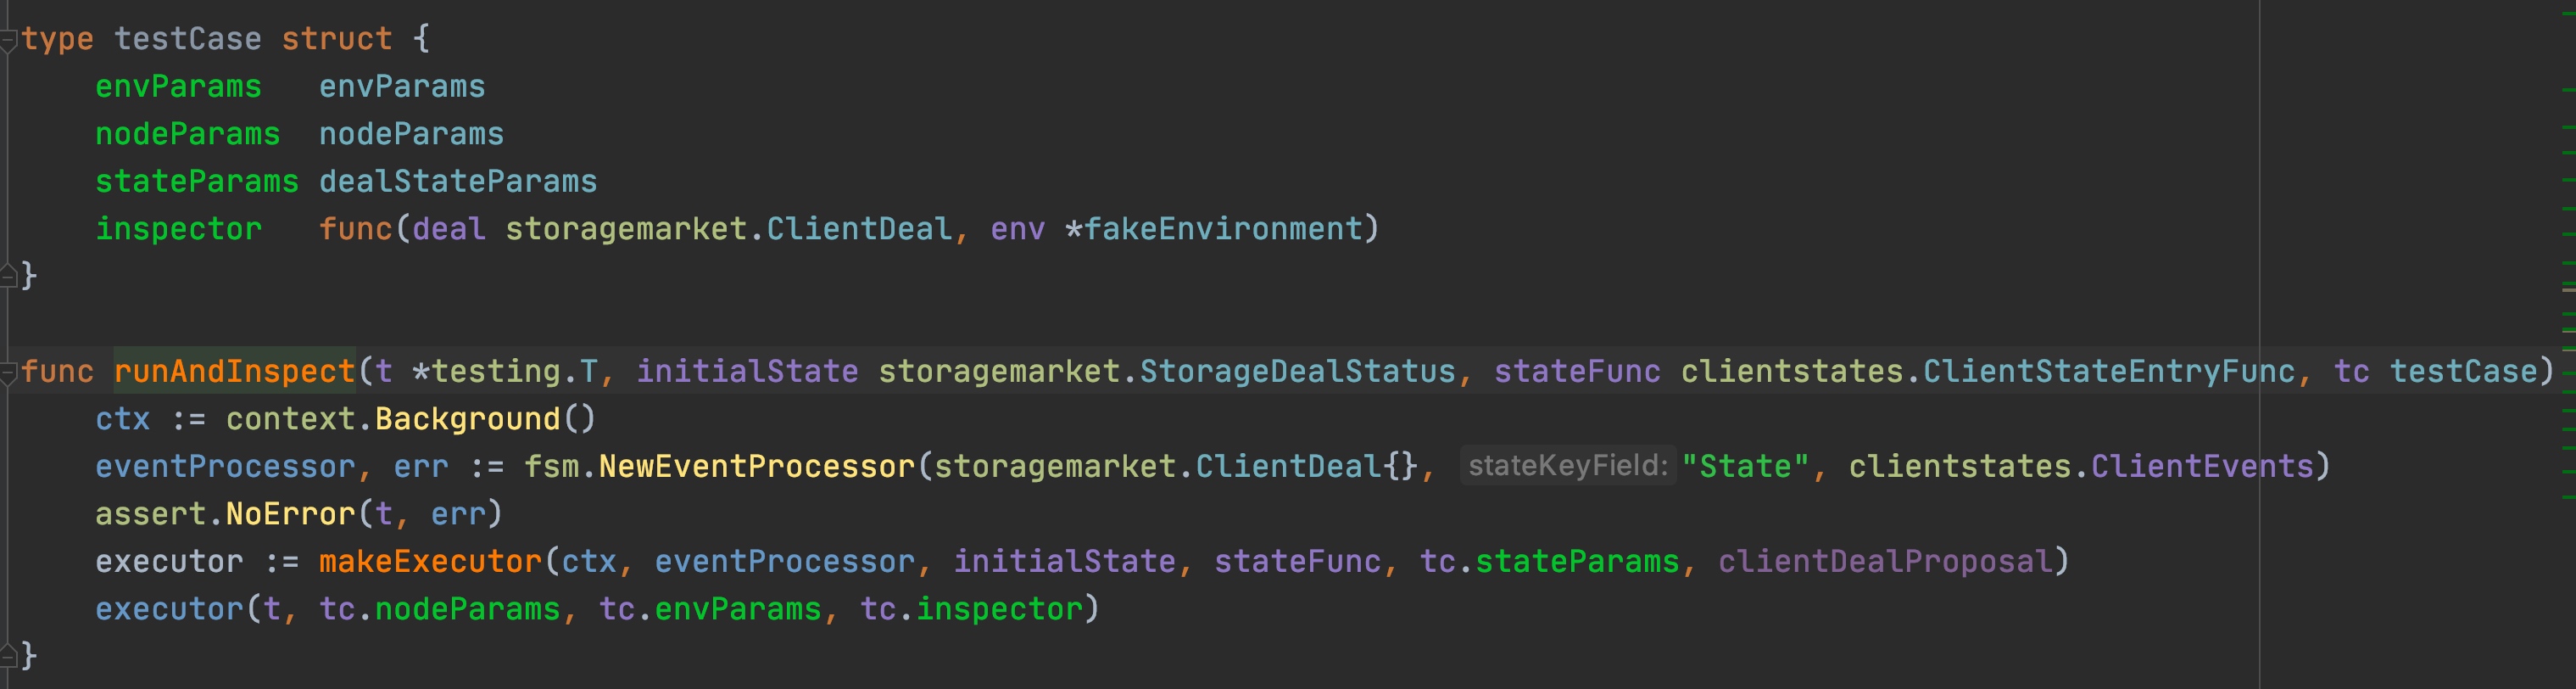 type testCase struct {
    envParams   envParams
    nodeParams  nodeParams
    stateParams dealStateParams
    inspector   func(deal storagemarket.ClientDeal, env *fakeEnvironment)
}

func runAndInspect(t *testing.T, initialState storagemarket.StorageDealStatus, stateFunc clientstates.ClientStateEntryFunc, tc testCase)
    ctx := context.Background()
    eventProcessor, err := fsm.NewEventProcessor(storagemarket.ClientDeal{}, stateKeyField: "State", clientstates.ClientEvents)
    assert.NoError(t, err)
    executor := makeExecutor(ctx, eventProcessor, initialState, stateFunc, tc.stateParams, clientDealProposal)
    executor(t, tc.nodeParams, tc.envParams, tc.inspector)
}